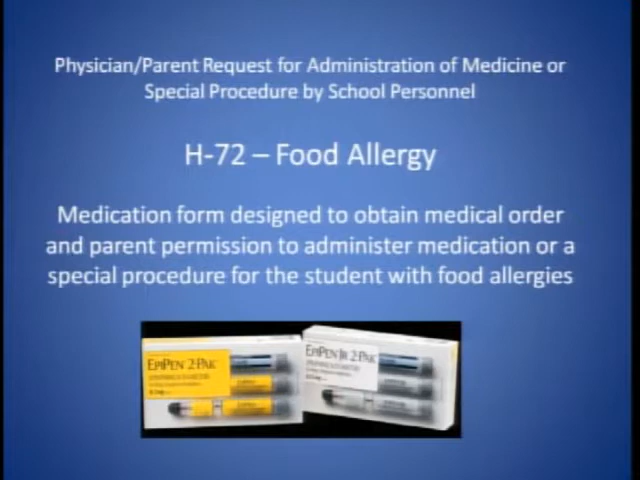 Physician/Parent Request for Administration of Medicine or
Special Procedure by School Personnel
H-72 – Food Allergy
Medication form designed to obtain medical order
and parent permission to administer medication or a
special procedure for the student with food allergies
EPIPEN 2-PAK
EPIPEN JR 2-PAK